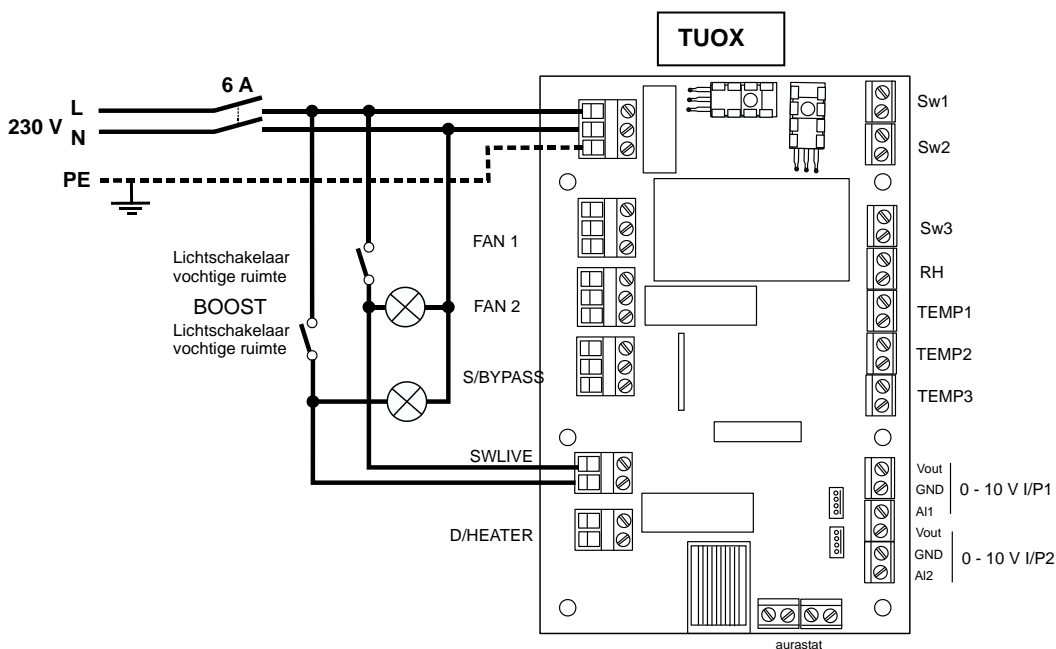 TUOX
6 A
L
230 V
N
PE
Sw1
Sw2
FAN 1
Sw3
Lichtschakelaar
vochtige ruimte
RH
BOOST
FAN 2
TEMP1
Lichtschakelaar
vochtige ruimte
TEMP2
S/BYPASS
TEMP3
SWLIVE
Vout
GND
0 - 10 V I/P1
AI1
Vout
D/HEATER
GND
0 - 10 V I/P2
AI2
aurastat